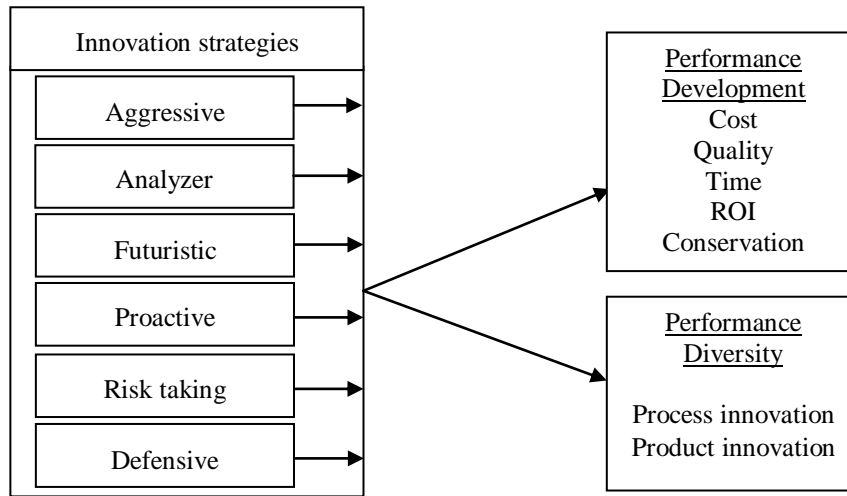 Innovation strategies
Aggressive
Analyzer
Futuristic
Proactive
Risk taking
Defensive
Performance
Development
Cost
Quality
Time
ROI
Conservation
Performance
Diversity
Process innovation
Product innovation